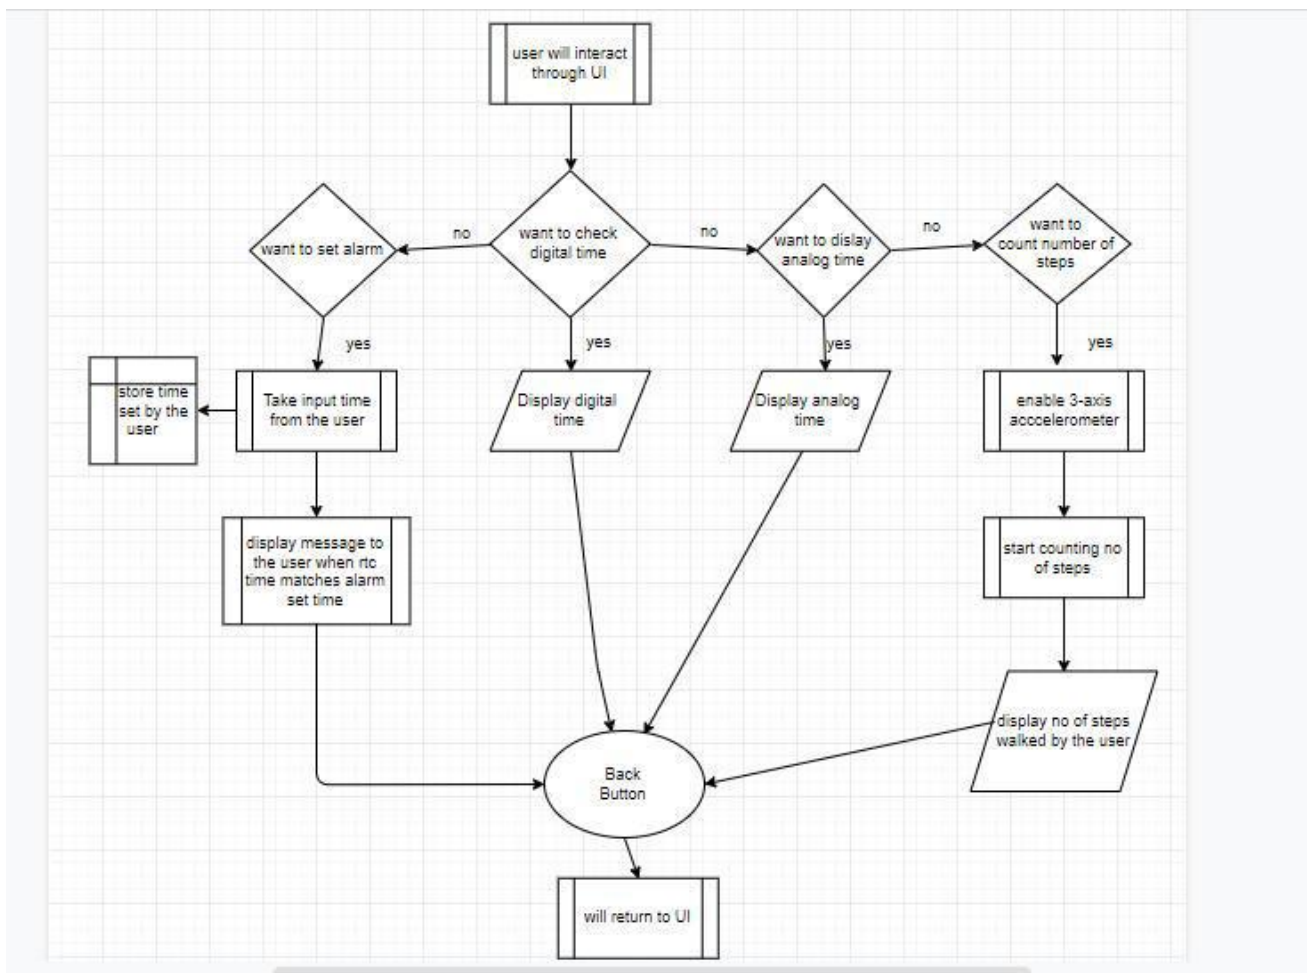 user will interact
through UI
want to set alarm
no
want to check
digital time
no
want to dislay
analog time
no
want to
count number of
steps
yes
yes
yes
yes
store time
set by the
user
Take input time
from the user
Display digital
time
Display analog
time
enable 3-axis
acccelerometer
display message to
the user when rtc
time matches alarm
set time
start counting no
of steps
display no of steps
walked by the user
Back
Button
will return to UI